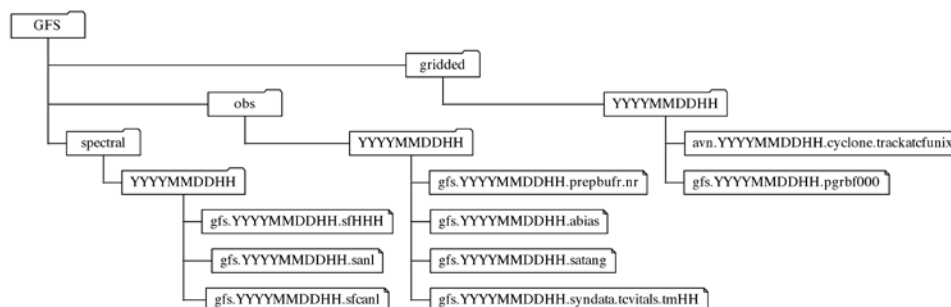 GFS
gridded
obs
YYYYMMDDHH
spectral
YYYYMMDDHH
avn.YYYYMMDDHH.cyclone.trackatcfunix
YYYYMMDDHH
gfs.YYYYMMDDHH.prepbufr.nr
gfs.YYYYMMDDHH.pgrbf000
gfs.YYYYMMDDHH.sfHHH
gfs.YYYYMMDDHH.abias
gfs.YYYYMMDDHH.sanl
gfs.YYYYMMDDHH.satang
gfs.YYYYMMDDHH.sfcanl
gfs.YYYYMMDDHH.syndata.tcvitals.tmHH